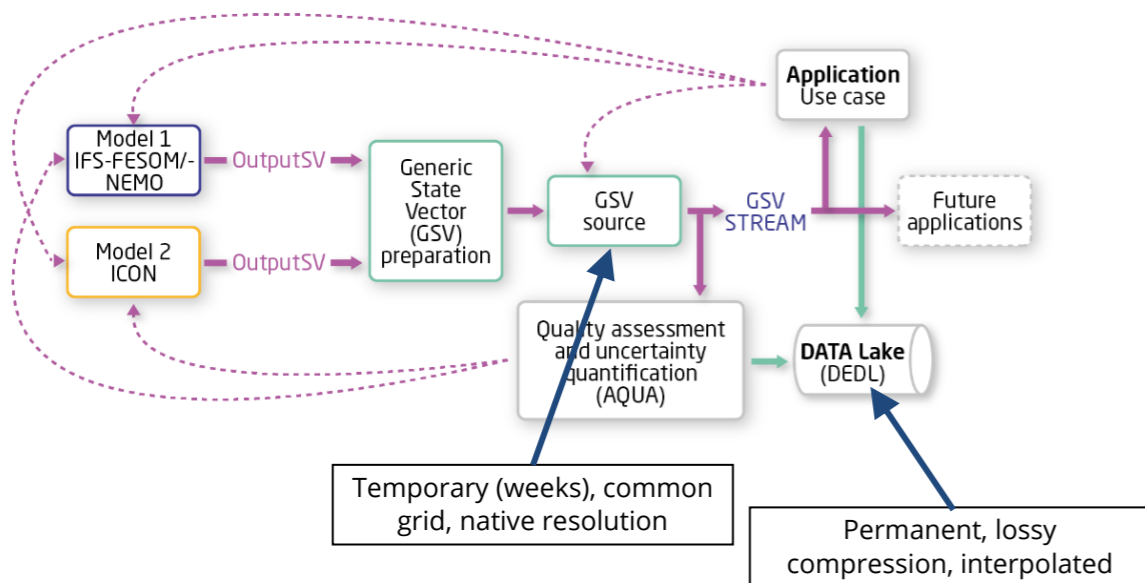 Application
Use case
Model 1
IFS-FESOM/-
NEMO
OutputSV
Generic
State
Vector
(GSV)
preparation
GSV
source
GSV
STREAM
Future
applications
Model 2
ICON
OutputSV
Quality assessment
and uncertainty
quantification
(AQUA)
DATA Lake
(DEDL)
Temporary (weeks), common
grid, native resolution
Permanent, lossy
compression, interpolated